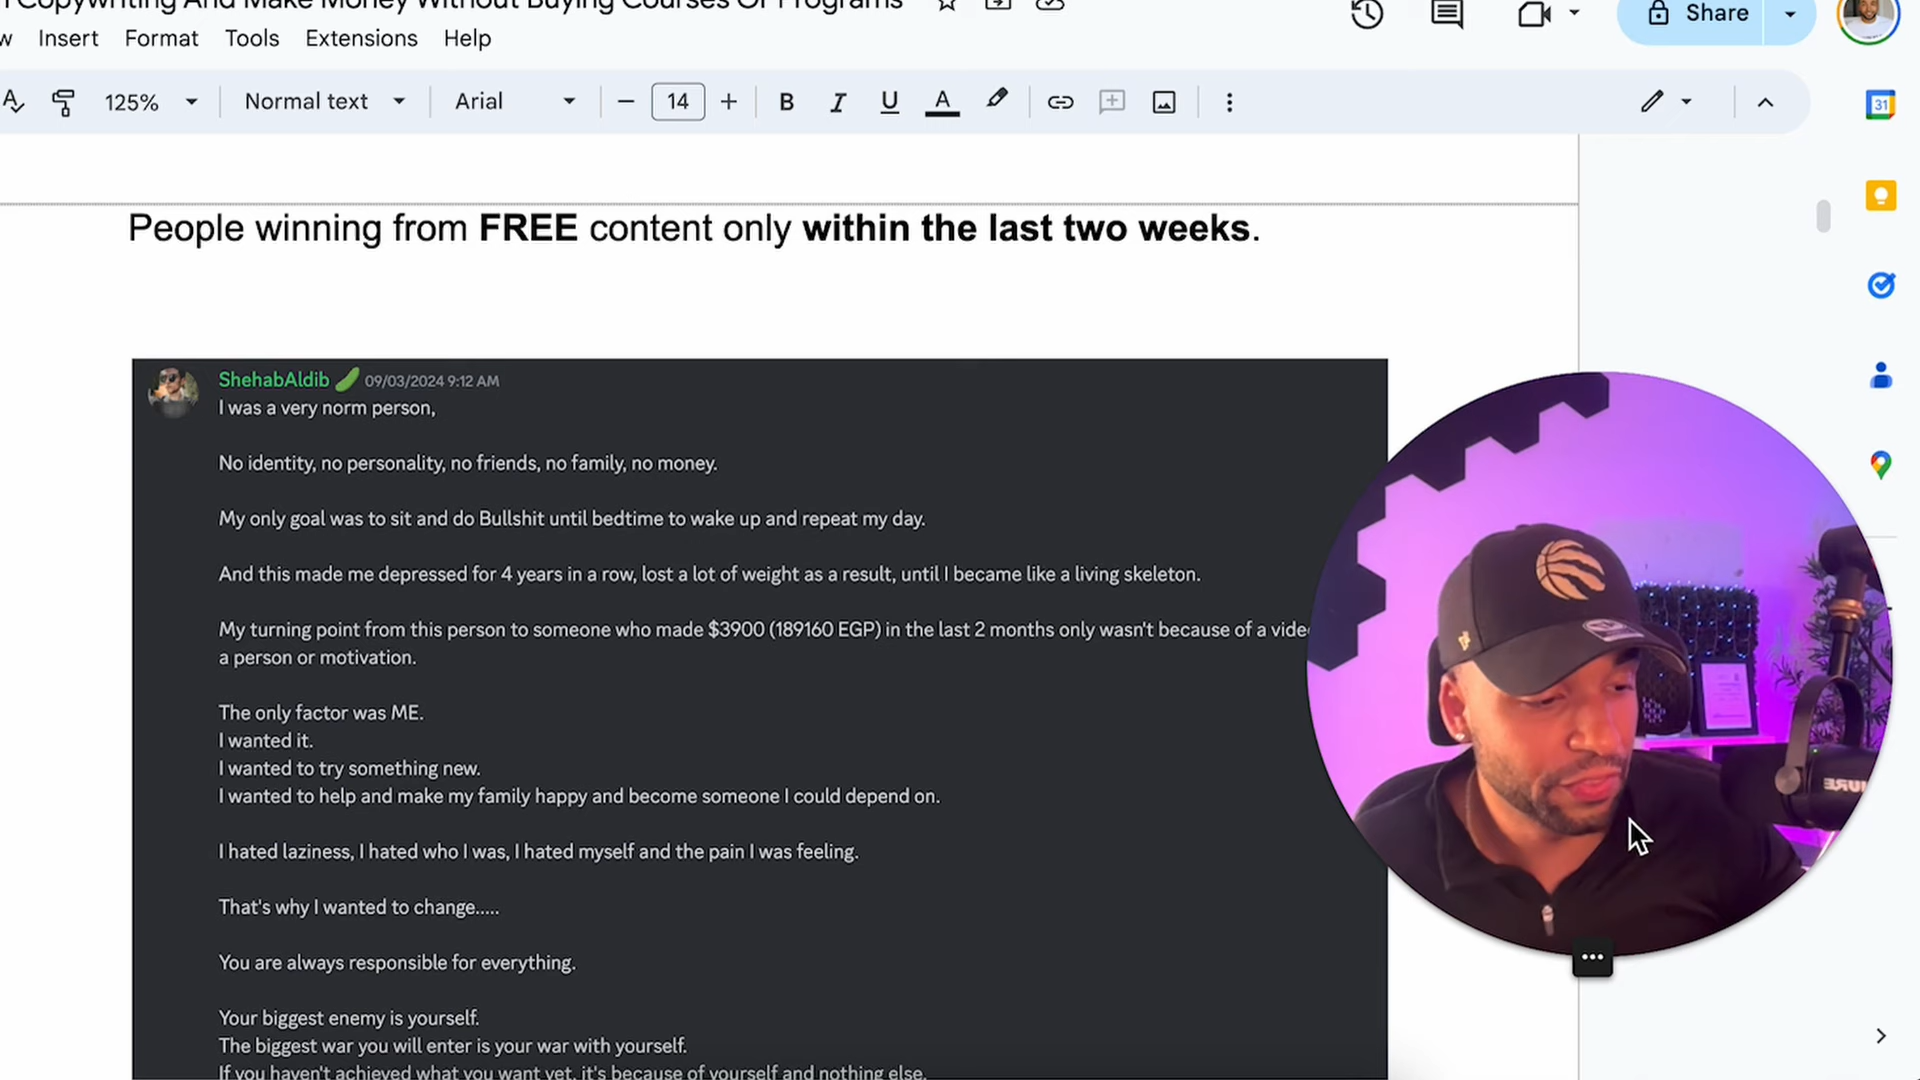 Copywriting And Make Money Without Buying Courses Or Programs
Share
Insert Format Tools Extensions Help
125% Normal text Arial 14 B I U A
31
People winning from FREE content only within the last two weeks.
ShehabAldib 09/03/2024 9:12 AM
I was a very norm person,
No identity, no personality, no friends, no family, no money.
My only goal was to sit and do Bullshit until bedtime to wake up and repeat my day.
And this made me depressed for 4 years in a row, lost a lot of weight as a result, until I became like a living skeleton.
My turning point from this person to someone who made $3900 (189160 EGP) in the last 2 months only wasn't because of a
a person or motivation.
The only factor was ME.
I wanted it.
I wanted to try something new.
I wanted to help and make my family happy and become someone I could depend on.
I hated laziness, I hated who I was, I hated myself and the pain I was feeling.
That's why I wanted to change.....
You are always responsible for everything.
Your biggest enemy is yourself.
The biggest war you will enter is your war with yourself.
If you haven't achieved what you want yet, it's because of yourself and nothing else.